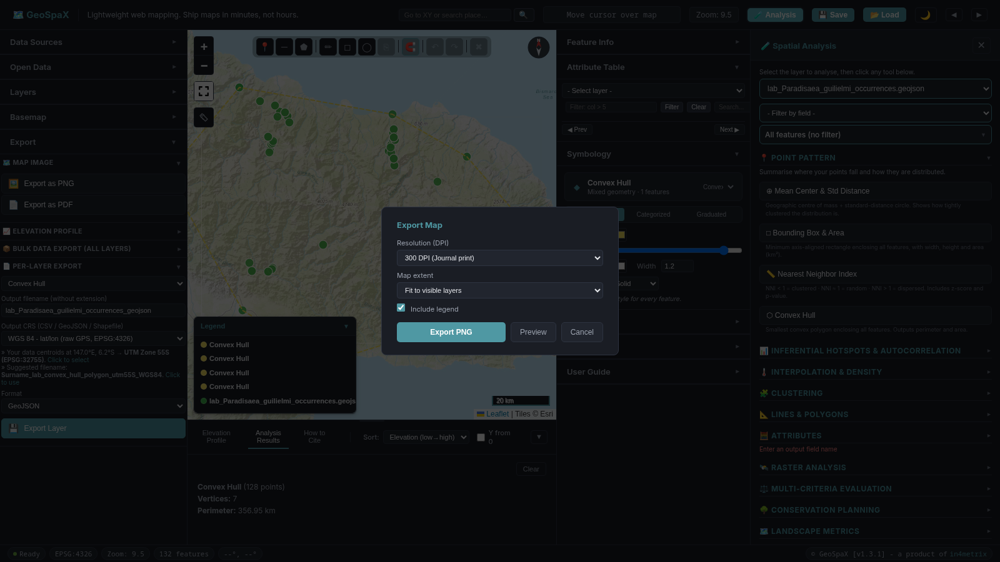 GeoSpaX
Lightweight web mapping. Ship maps in minutes, not hours.
Go to XY or search place...
Move cursor over map
Zoom: 9.5
Analysis
Save
Load
Data Sources
Open Data
Layers
Basemap
Export
MAP IMAGE
Export as PNG
Export as PDF
ELEVATION PROFILE
BULK DATA EXPORT (ALL LAYERS)
PER-LAYER EXPORT
Convex Hull
Output filename (without extension)
lab_Paradisaea_guilielmi_occurrences_geojson
Output CRS (CSV / GeoJSON / Shapefile)
WGS 84 - lat/lon (raw GPS, EPSG:4326)
» Your data centroids at 147.0°E, 6.2°S → UTM Zone 55S
(EPSG:32755). Click to select
» Suggested filename:
Surname_lab_convex_hull_polygon_utm55S_WGS84. Click
to use
Format
GeoJSON
Export Layer
N
Bismarck
Sea
636 m
4025 m
4140 m
2574 m
Legend
Convex Hull
Convex Hull
Convex Hull
Convex Hull
lab_Paradisaea_guilielmi_occurrences.geojs
20 km
Leaflet | Tiles © Esri
Export Map
Resolution (DPI)
300 DPI (Journal print)
Map extent
Fit to visible layers
Include legend
Export PNG
Preview
Cancel
Elevation
Profile
Analysis
Results
How to
Cite
Sort:
Elevation (low→high)
Y from
0
Clear
Convex Hull (128 points)
Vertices: 7
Perimeter: 356.95 km
Feature Info
Attribute Table
- Select layer -
Filter: col > 5
Filter
Clear
Search...
Prev
Next
Symbology
Convex Hull
Mixed geometry · 1 features
Convex
Categorized
Graduated
Width
1.2
Solid
tyle for every feature.
User Guide
Spatial Analysis
Select the layer to analyse, then click any tool below.
lab_Paradisaea_guilielmi_occurrences.geojson
- Filter by field -
All features (no filter)
POINT PATTERN
Summarise where your points fall and how they are distributed.
Mean Center & Std Distance
Geographic centre of mass + standard-distance circle. Shows how tightly
clustered the distribution is.
Bounding Box & Area
Minimum axis-aligned rectangle enclosing all features, with width, height and area
(km²).
Nearest Neighbor Index
NNI < 1 = clustered · NNI ≈ 1 = random · NNI > 1 = dispersed. Includes z-score and
p-value.
Convex Hull
Smallest convex polygon enclosing all features. Outputs perimeter and area.
INFERENTIAL HOTSPOTS & AUTOCORRELATION
INTERPOLATION & DENSITY
CLUSTERING
LINES & POLYGONS
ATTRIBUTES
Enter an output field name
RASTER ANALYSIS
MULTI-CRITERIA EVALUATION
CONSERVATION PLANNING
LANDSCAPE METRICS
Ready
EPSG:4326
Zoom: 9.5
132 features
--°, --°
© GeoSpaX [v1.3.1] - a product of in4metrix